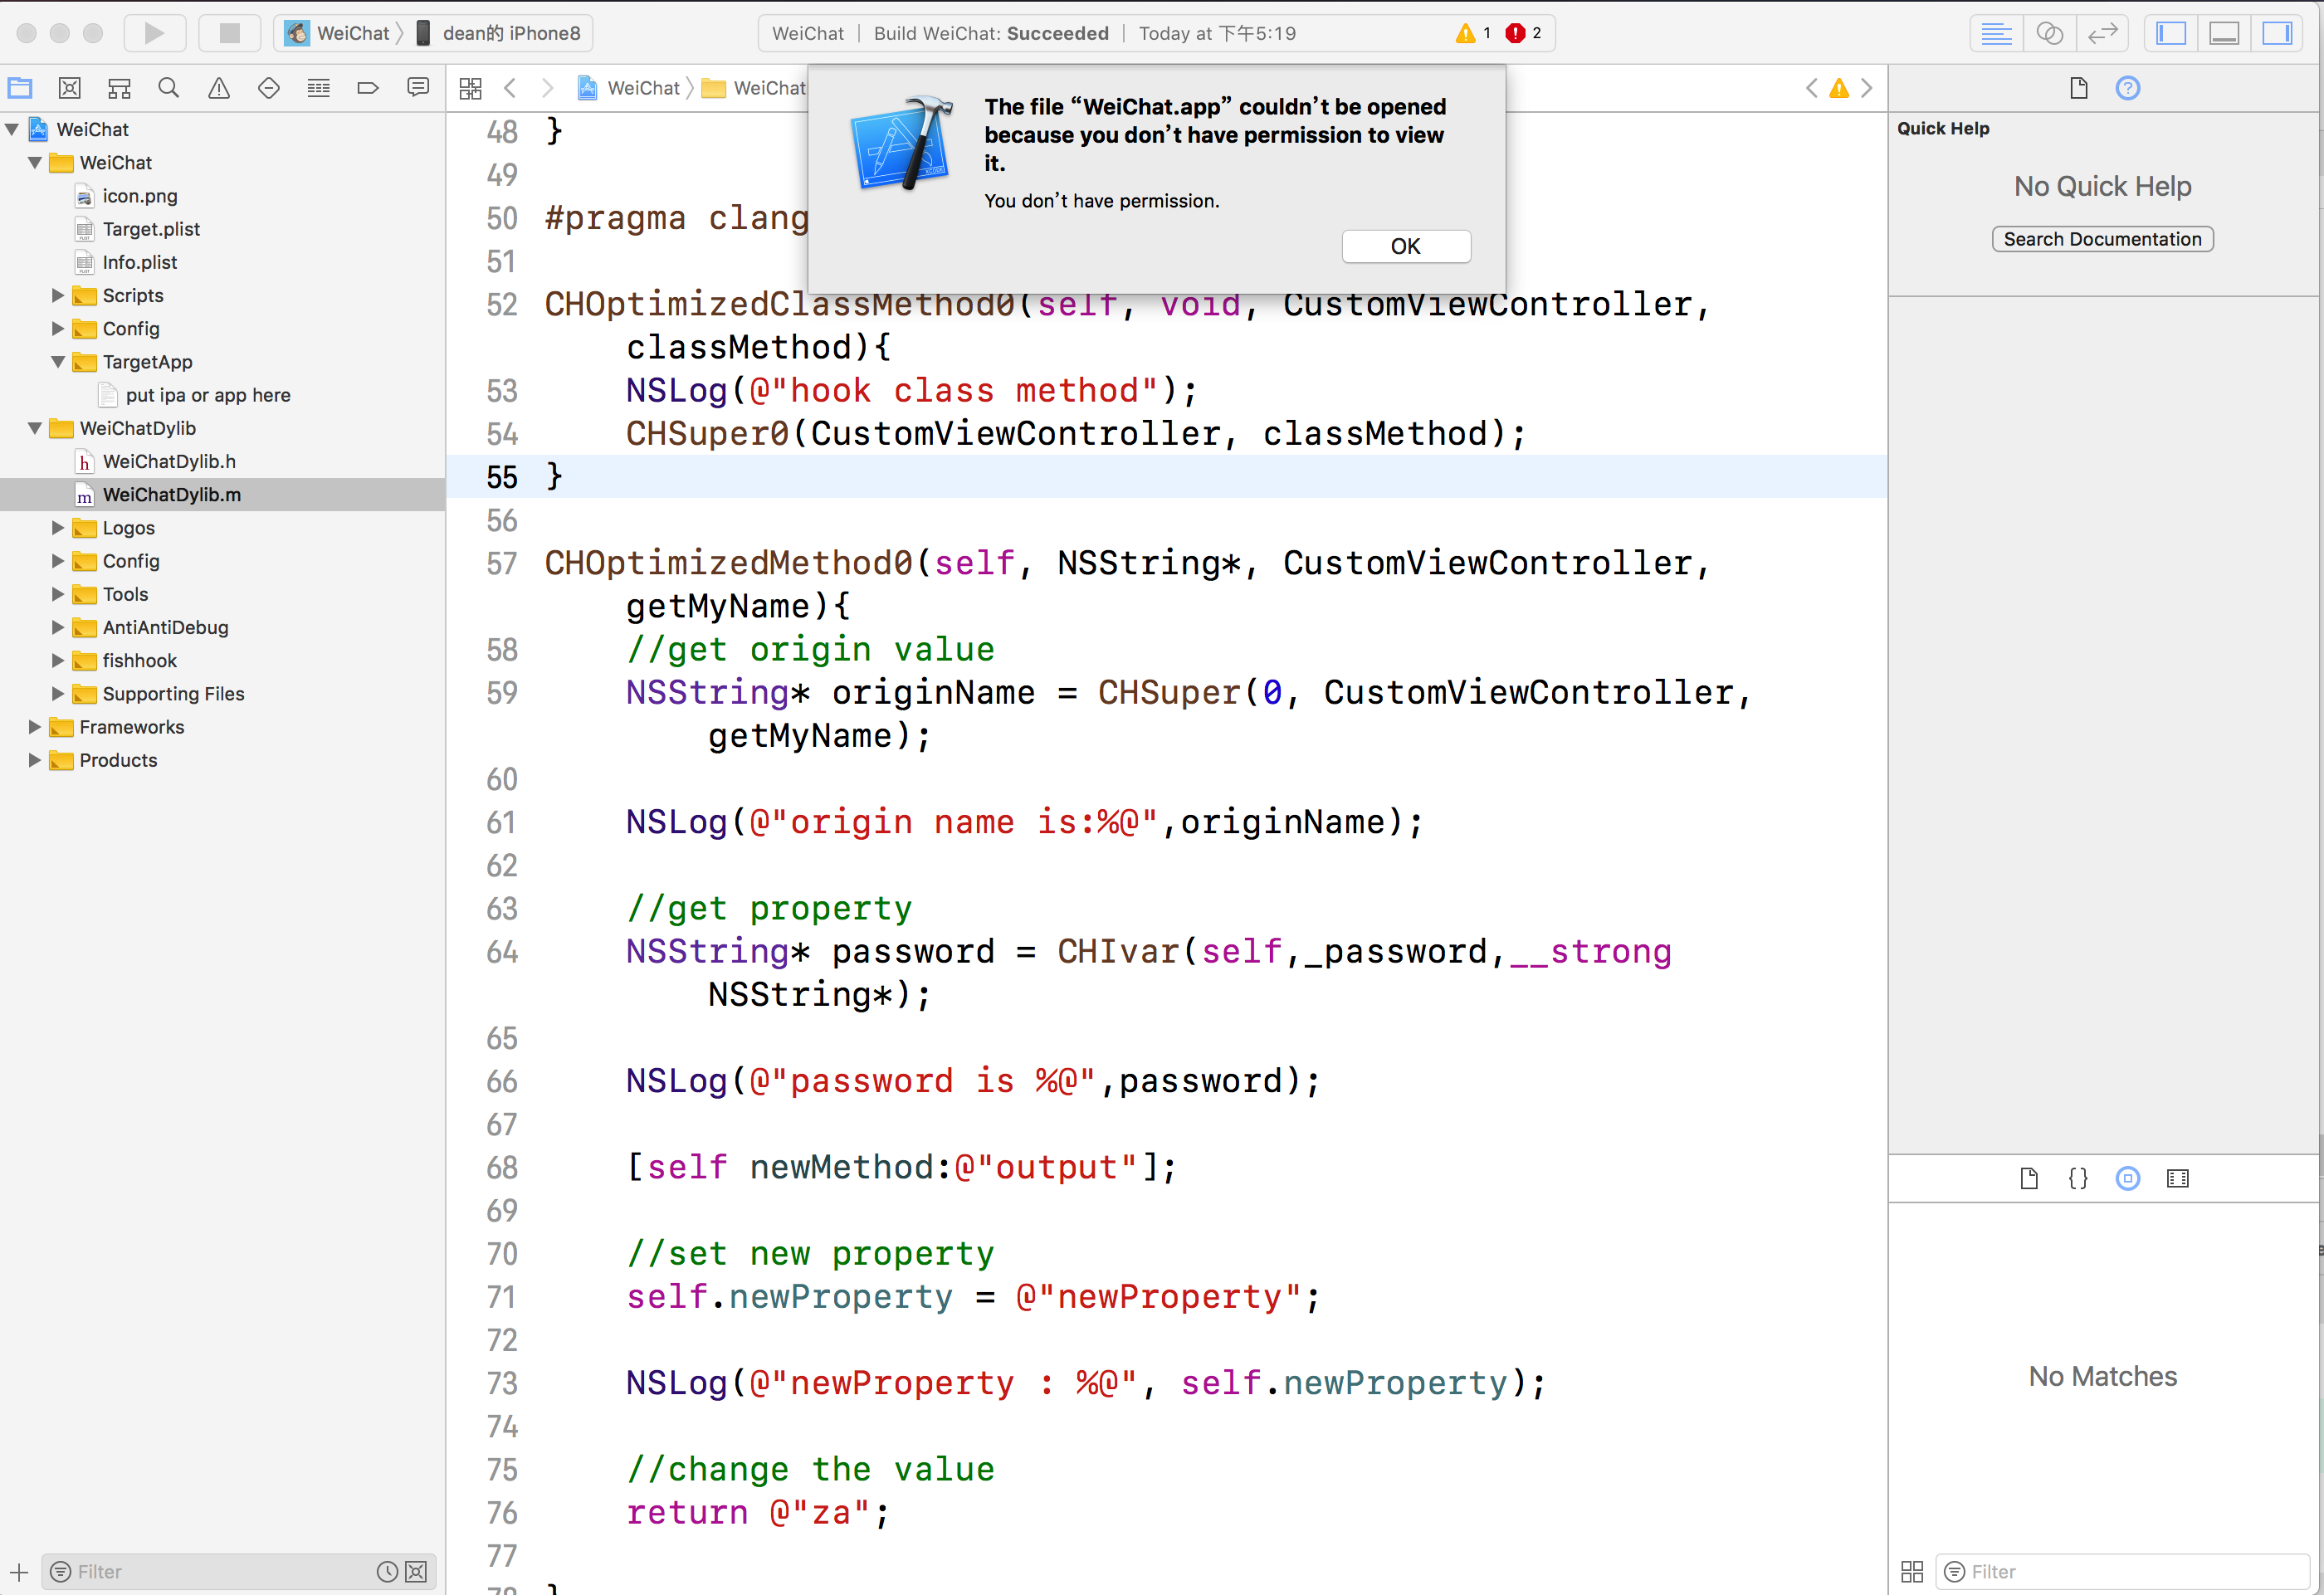 WeiChat 〉 dean的 iPhone8
WeiChat | Build WeiChat: Succeeded | Today at 下午5:19
1 2
WeiChat 〉 WeiChat
The file “WeiChat.app” couldn’t be opened
because you don’t have permission to view
it.
You don’t have permission.
OK
WeiChat
WeiChat
icon.png
Target.plist
Info.plist
Scripts
Config
TargetApp
put ipa or app here
WeiChatDylib
h WeiChatDylib.h
m WeiChatDylib.m
Logos
Config
Tools
AntiAntiDebug
fishhook
Supporting Files
Frameworks
Products
Filter
48 }
49
50 #pragma clang
51
52 CHOptimizedClassMethod0(self, void, CustomViewController,
classMethod){
53 NSLog(@"hook class method");
54 CHSuper0(CustomViewController, classMethod);
55 }
56
57 CHOptimizedMethod0(self, NSString*, CustomViewController,
getMyName){
58 //get origin value
59 NSString* originName = CHSuper(0, CustomViewController,
getMyName);
60
61 NSLog(@"origin name is:%@",originName);
62
63 //get property
64 NSString* password = CHIvar(self,_password,__strong
NSString*);
65
66 NSLog(@"password is %@",password);
67
68 [self newMethod:@"output"];
69
70 //set new property
71 self.newProperty = @"newProperty";
72
73 NSLog(@"newProperty : %@", self.newProperty);
74
75 //change the value
76 return @"za";
77
78 }
Quick Help
No Quick Help
Search Documentation
{}
No Matches
Filter